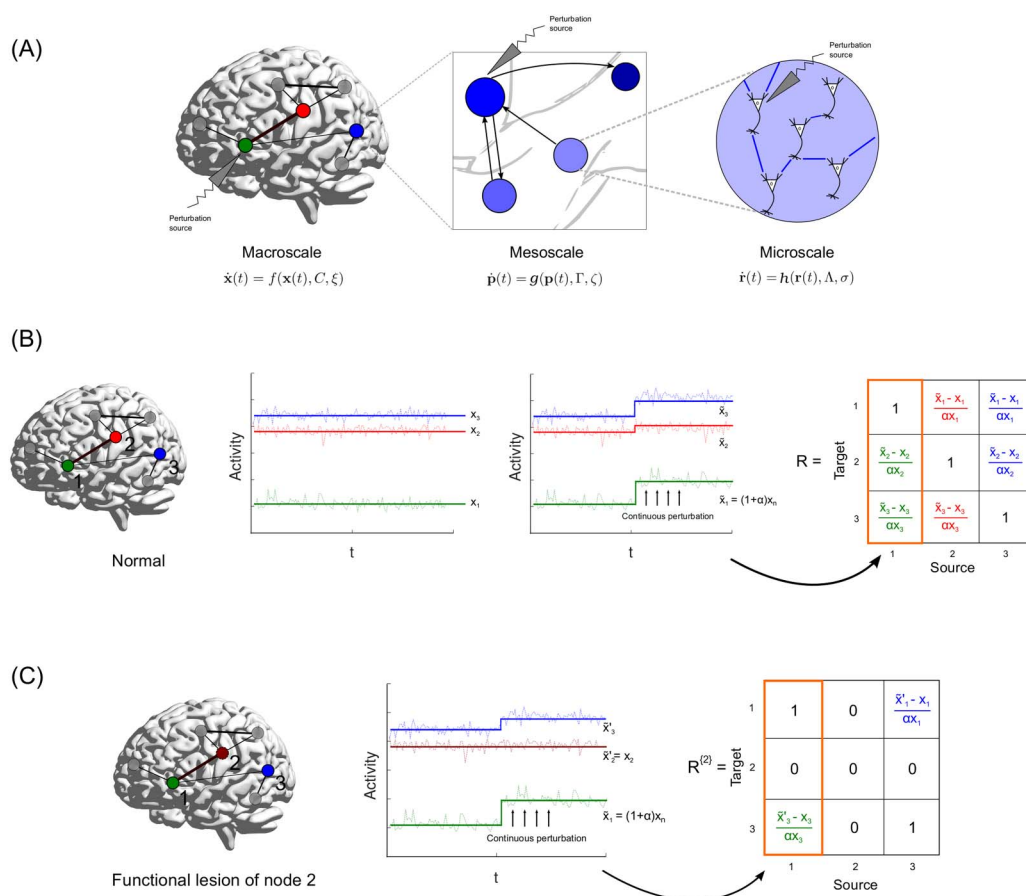 (A)
Perturbation
source
Perturbation
source
Perturbation
source
Macroscale
Mesoscale
Microscale
ẋ(t) = f(x(t), C, ξ)
ṗ(t) = g(p(t), Γ, ζ)
ṙ(t) = h(r(t), Λ, σ)
(B)
1
2
3
Normal
Activity
x₃
x₂
x₁
t
Activity
x̃₃
x̃₂
x̃₁ = (1+α)xₙ
Continuous perturbation
t
R =
Target
1
2
3
1
x̃₁ - x₁
αx₁
x̃₁ - x₁
αx₁
x̃₂ - x₂
αx₂
1
x̃₂ - x₂
αx₂
x̃₃ - x₃
αx₃
x̃₃ - x₃
αx₃
1
1 2 3
Source
(C)
1
2
3
Functional lesion of node 2
Activity
x̃'₃
x̃'₂= x₂
x̃₁ = (1+α)xₙ
Continuous perturbation
t
R{2} =
Target
1
2
3
1 0
x̃'₁ - x₁
αx₁
0 0 0
x̃'₃ - x₃
αx₃
0 1
1 2 3
Source